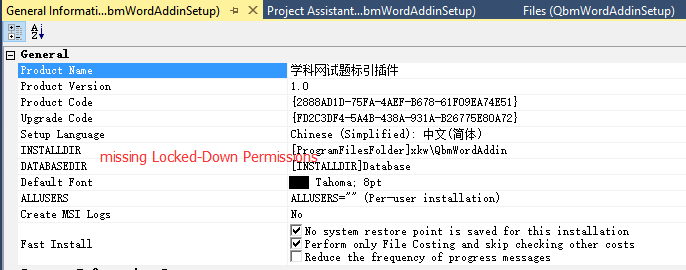 General Informati...bmWordAddinSetup) Project Assistant...bmWordAddinSetup) Files (QbmWordAddinSetup)
General
Product Name 学科网试题标引插件
Product Version 1.0
Product Code {2888AD1D-75FA-4AEF-B678-61F09EA74E51}
Upgrade Code {FD2C3DF4-5A4B-438A-931A-B26775E80A72}
Setup Language Chinese (Simplified): 中文(简体)
INSTALLDIR [ProgramFilesFolder]xkw\QbmWordAddin
missing Locked-Down Permissions
DATABASEDIR [INSTALLDIR]Database
Default Font Tahoma; 8pt
ALLUSERS ALLUSERS="" (Per-user installation)
Create MSI Logs No
No system restore point is saved for this installation
Fast Install Perform only File Costing and skip checking other costs
Reduce the frequency of progress messages